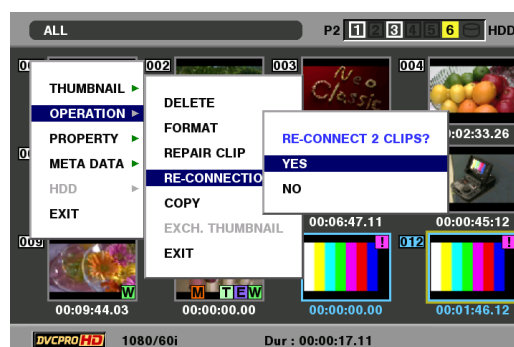 ALL P2 1 2 3 4 5 6 HDD
002 003 004
THUMBNAIL
OPERATION
PROPERTY
META DATA
HDD
EXIT
DELETE
FORMAT
REPAIR CLIP
RE-CONNECTIO
COPY
EXCH. THUMBNAIL
EXIT
RE-CONNECT 2 CLIPS?
YES
NO
Neo
Classic
:02:33.26
00:06:47.11 00:00:45:12
009 ! 012 !
W M T E W
00:09:44.03 00:00:00.00 00:00:00.00 00:01:46.12
DVCPRO HD 1080/60i Dur : 00:00:17.11